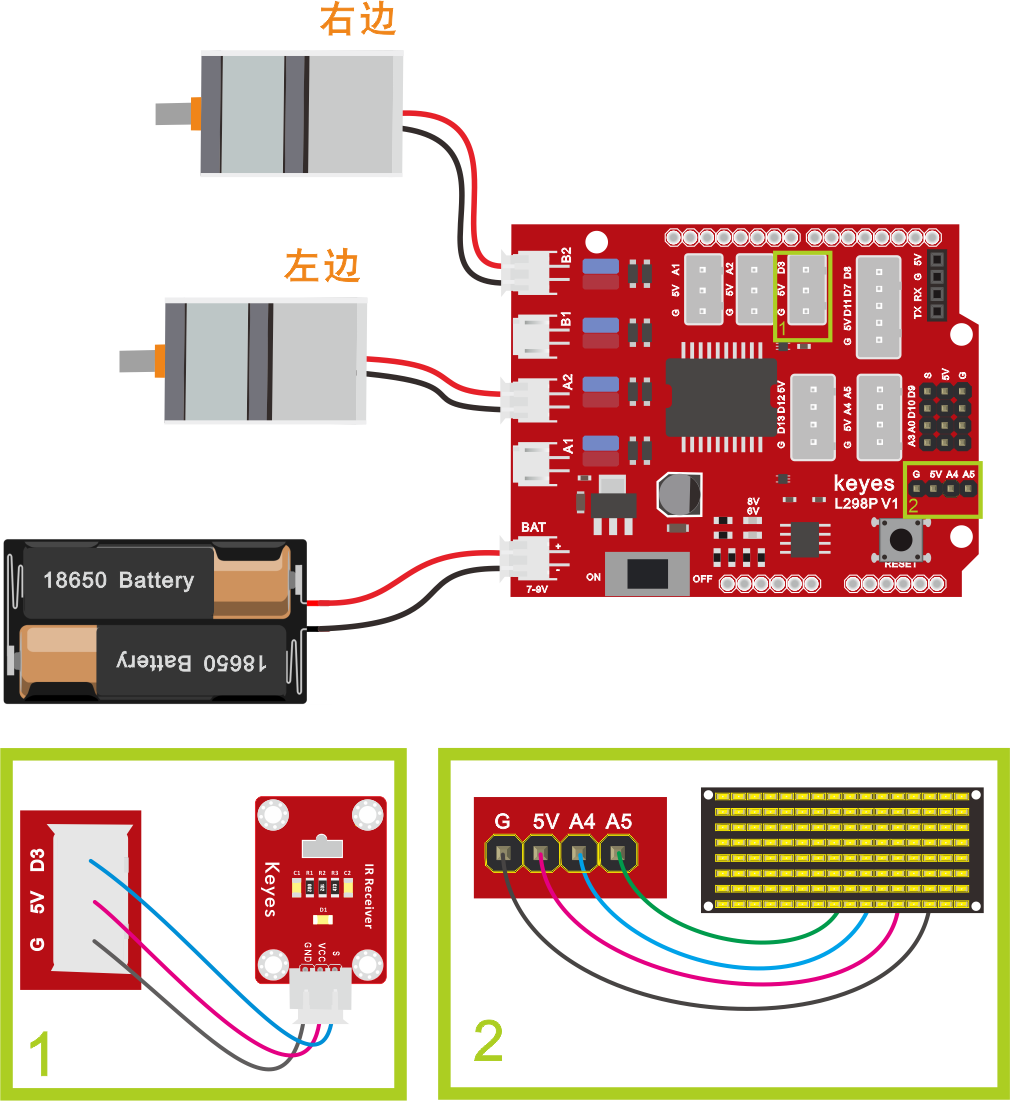 右边
左边
B2
B1
A2
A1
BAT
+
-
7-9V
A1
5V
G
A2
5V
G
D3
5V
G
1
D8
D7
D11
5V
G
5V
G
RX
TX
5V
D12
D13
G
A5
A4
5V
G
S
5V
G
D9
D10
A0
A3
keyes
L298P V1
G 5V A4 A5
2
8V
6V
ON
OFF
RESET
18650 Battery
18650 Battery
D3
5V
G
Keyes
IR Receiver
C1 R1 R2 R3 C2
D1
GND
VCC
S
1
G 5V A4 A5
2